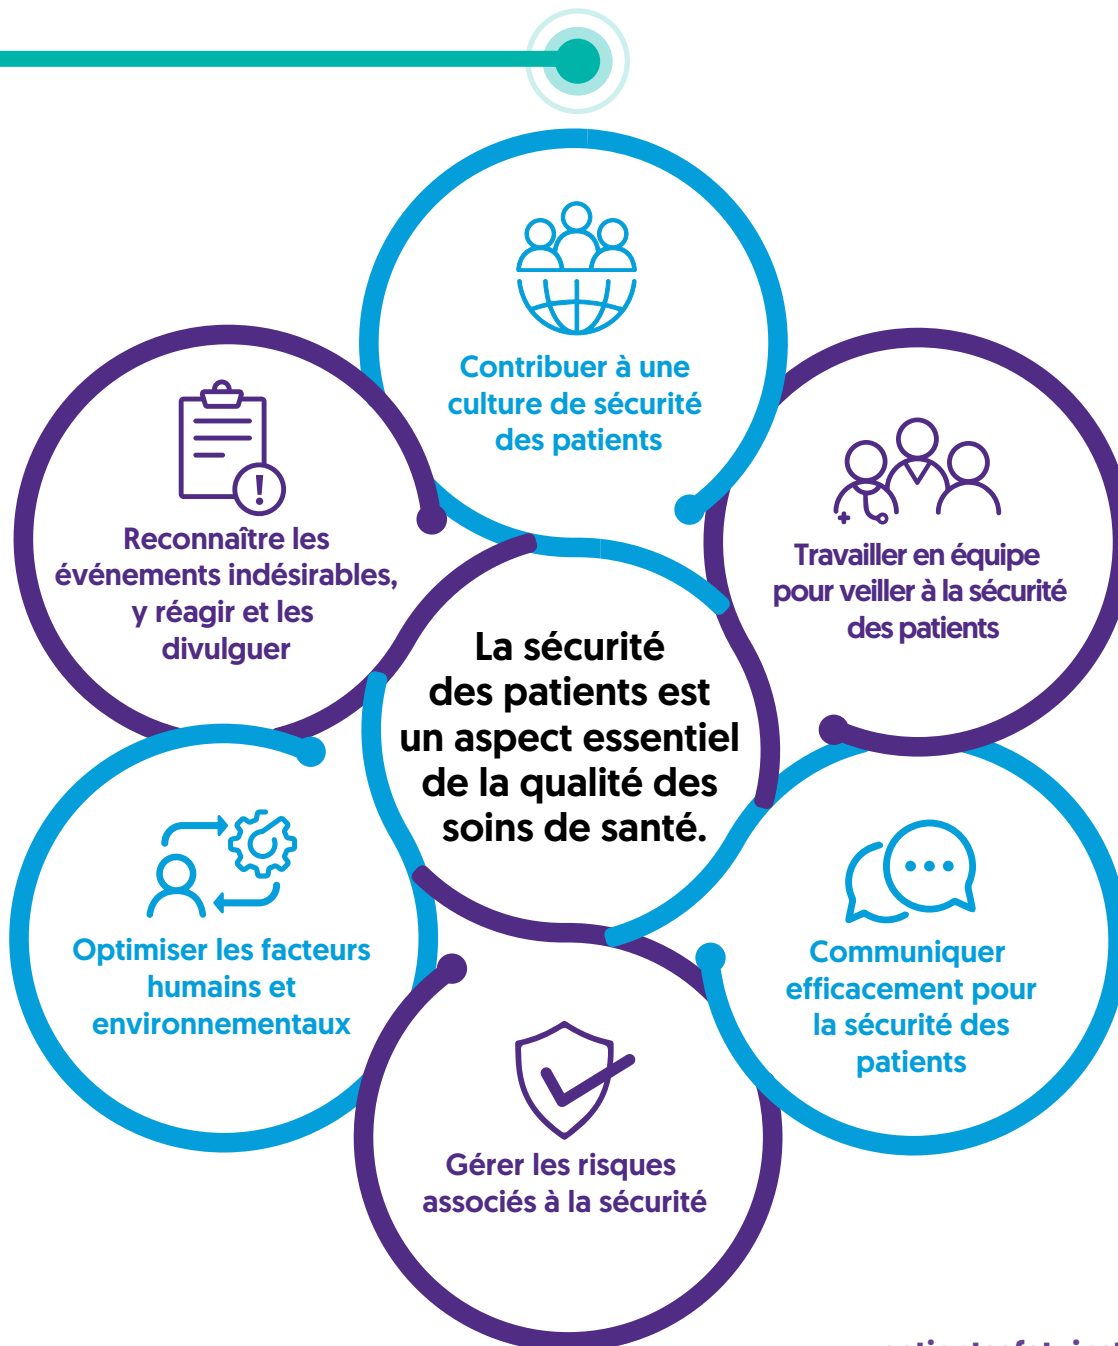 Contribuer à une
culture de sécurité
des patients
Travailler en équipe
pour veiller à la sécurité
des patients
Communiquer
efficacement pour
la sécurité des
patients
Gérer les risques
associés à la sécurité
Optimiser les facteurs
humains et
environnementaux
Reconnaître les
événements indésirables,
y réagir et les
divulguer
La sécurité
des patients est
un aspect essentiel
de la qualité des
soins de santé.